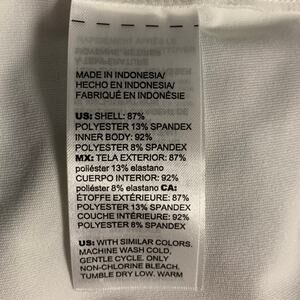 MADE IN INDONESIA/
HECHO EN INDONESIA/
FABRIQUÉ EN INDONÉSIE
US: SHELL: 87%
POLYESTER 13% SPANDEX
INNER BODY: 92%
POLYESTER 8% SPANDEX
MX: TELA EXTERIOR: 87%
poliéster 13% elastano
CUERPO INTERIOR: 92%
poliéster 8% elastano CA:
ÉTOFFE EXTÉRIEURE: 87%
POLYESTER 13% SPANDEX
COUCHE INTÉRIEURE: 92%
POLYESTER 8% SPANDEX
US: WITH SIMILAR COLORS.
MACHINE WASH COLD,
GENTLE CYCLE. ONLY
NON-CHLORINE BLEACH.
TUMBLE DRY LOW. WARM